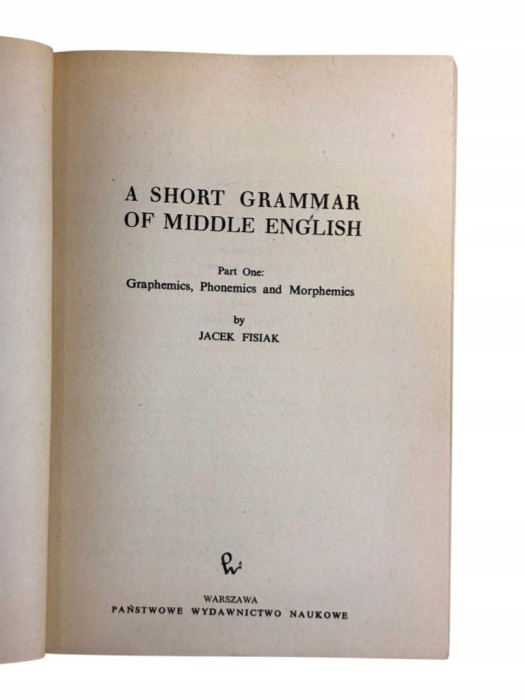 A SHORT GRAMMAR
OF MIDDLE ENGLISH
Part One:
Graphemics, Phonemics and Morphemics
by
JACEK FISIAK
WARSZAWA
PAŃSTWOWE WYDAWNICTWO NAUKOWE